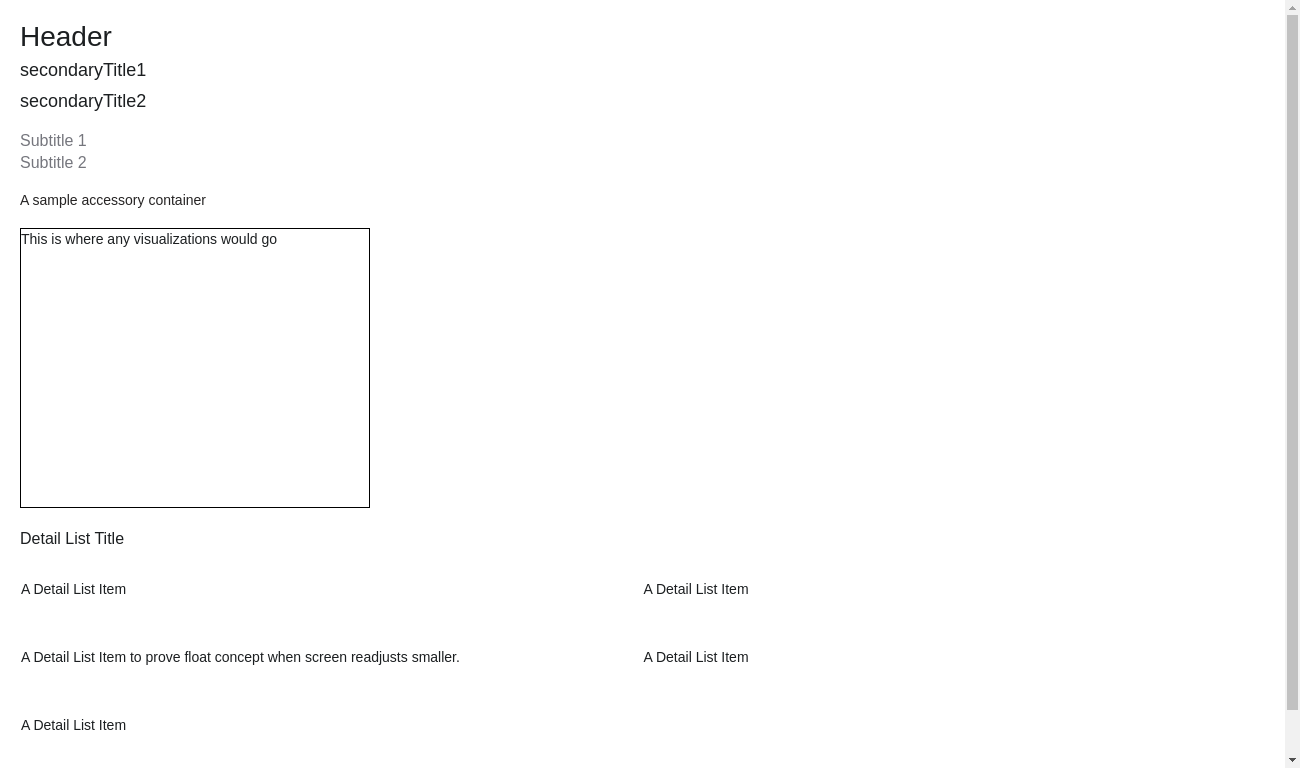 Header
secondaryTitle1
secondaryTitle2
Subtitle 1
Subtitle 2
A sample accessory container
This is where any visualizations would go
Detail List Title
A Detail List Item
A Detail List Item
A Detail List Item to prove float concept when screen readjusts smaller.
A Detail List Item
A Detail List Item